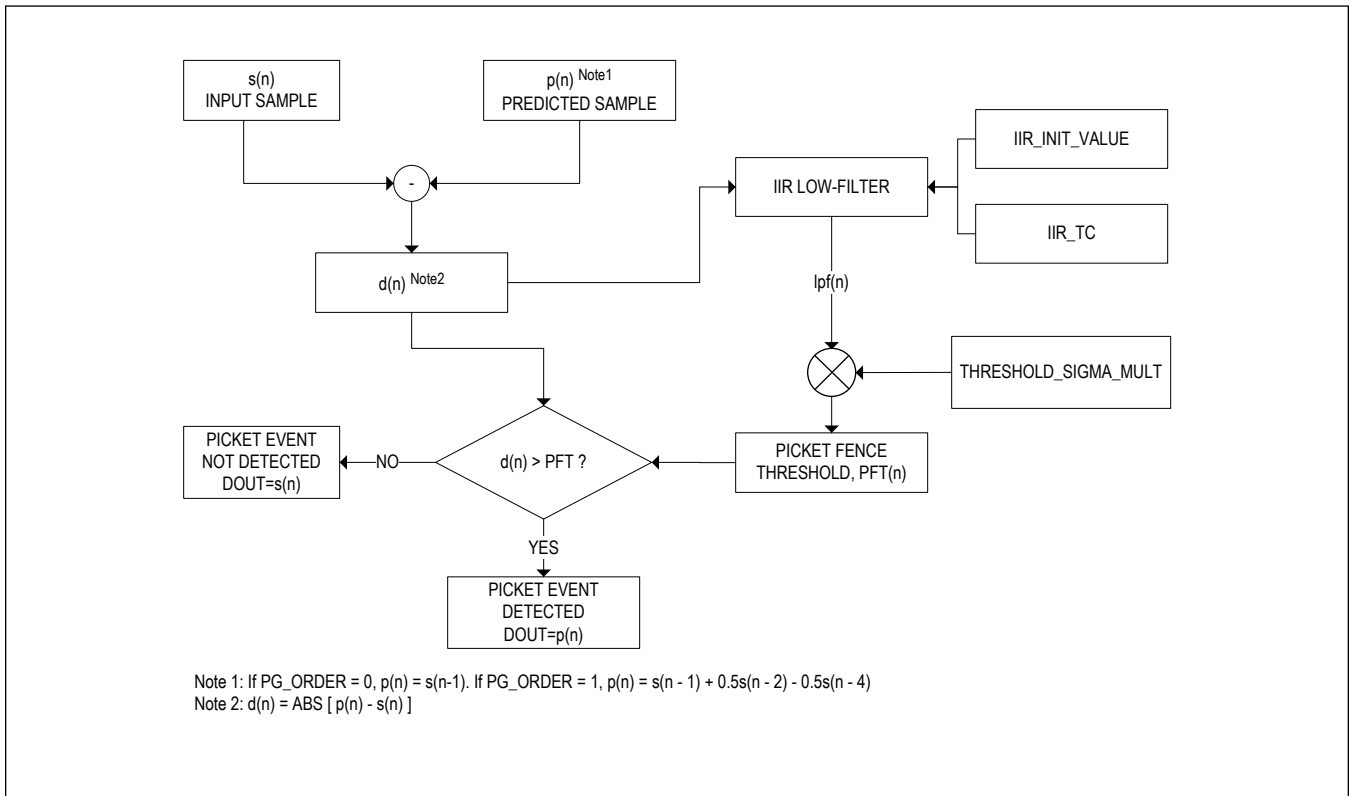 s(n)
INPUT SAMPLE
p(n) Note1
PREDICTED SAMPLE
IIR_INIT_VALUE
IIR LOW-FILTER
-
IIR_TC
d(n) Note2
lpf(n)
THRESHOLD_SIGMA_MULT
PICKET EVENT
NOT DETECTED
DOUT=s(n)
NO
d(n) > PFT ?
PICKET FENCE
THRESHOLD, PFT(n)
YES
PICKET EVENT
DETECTED
DOUT=p(n)
Note 1: If PG_ORDER = 0, p(n) = s(n-1). If PG_ORDER = 1, p(n) = s(n - 1) + 0.5s(n - 2) - 0.5s(n - 4)
Note 2: d(n) = ABS [ p(n) - s(n) ]